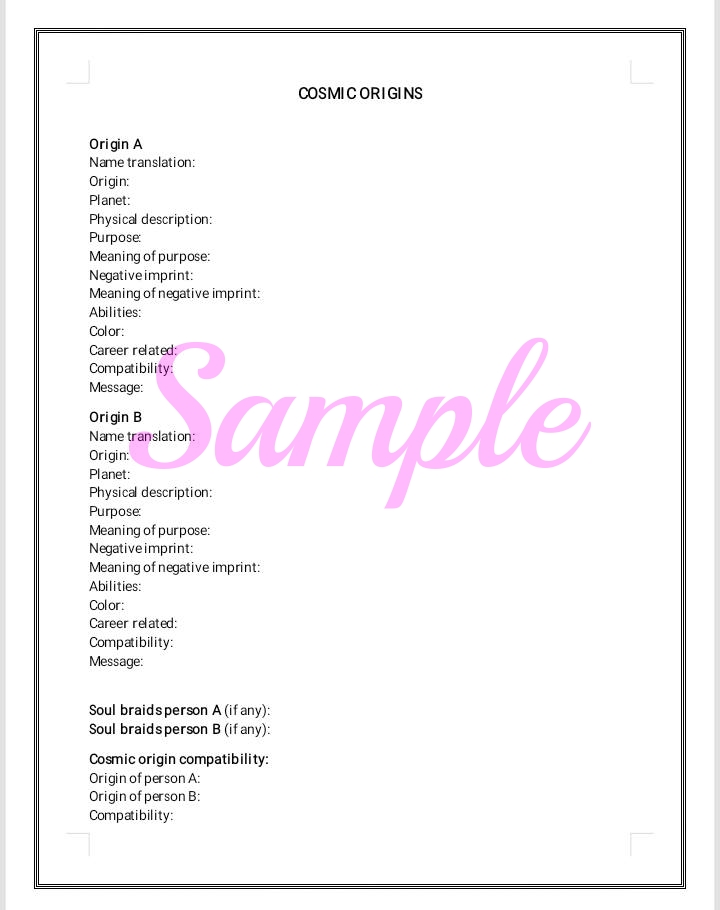 COSMIC ORIGINS
Origin A
Name translation:
Origin:
Planet:
Physical description:
Purpose:
Meaning of purpose:
Negative imprint:
Meaning of negative imprint:
Abilities:
Color:
Career related:
Compatibility:
Message:
Sample
Origin B
Name translation:
Origin:
Planet:
Physical description:
Purpose:
Meaning of purpose:
Negative imprint:
Meaning of negative imprint:
Abilities:
Color:
Career related:
Compatibility:
Message:
Soul braids person A (if any):
Soul braids person B (if any):
Cosmic origin compatibility:
Origin of person A:
Origin of person B:
Compatibility: